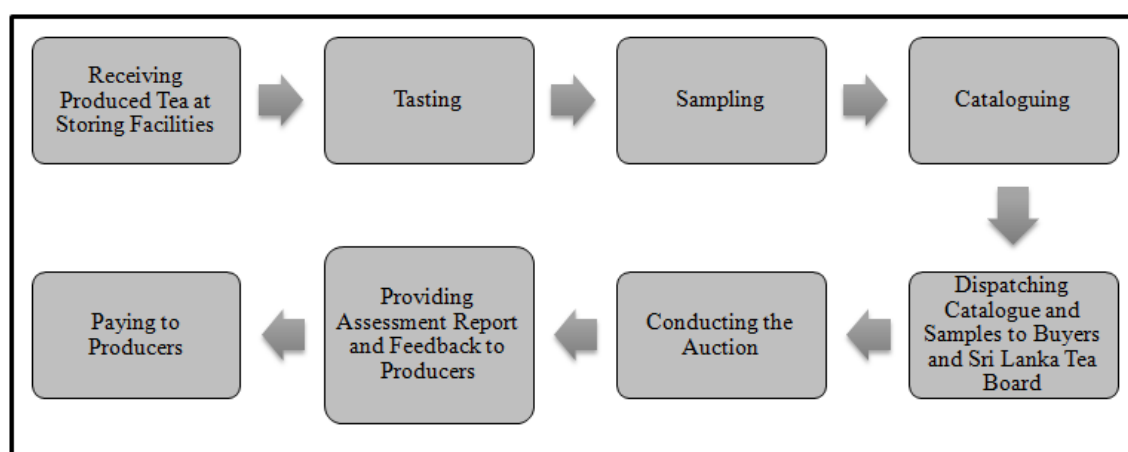 Receiving
Produced Tea at
Storing Facilities
Tasting
Sampling
Cataloguing
Dispatching
Catalogue and
Samples to Buyers
and Sri Lanka Tea
Board
Conducting the
Auction
Providing
Assessment Report
and Feedback to
Producers
Paying to
Producers